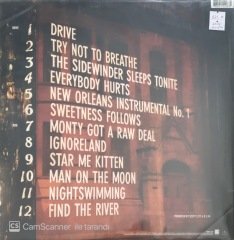 1 DRIVE
2 TRY NOT TO BREATHE
3 THE SIDEWINDER SLEEPS TONITE
4 EVERYBODY HURTS
5 NEW ORLEANS INSTRUMENTAL No. 1
6 SWEETNESS FOLLOWS
7 MONTY GOT A RAW DEAL
8 IGNORELAND
9 STAR ME KITTEN
10 MAN ON THE MOON
11 NIGHTSWIMMING
12 FIND THE RIVER
CS CamScanner ile tarandı